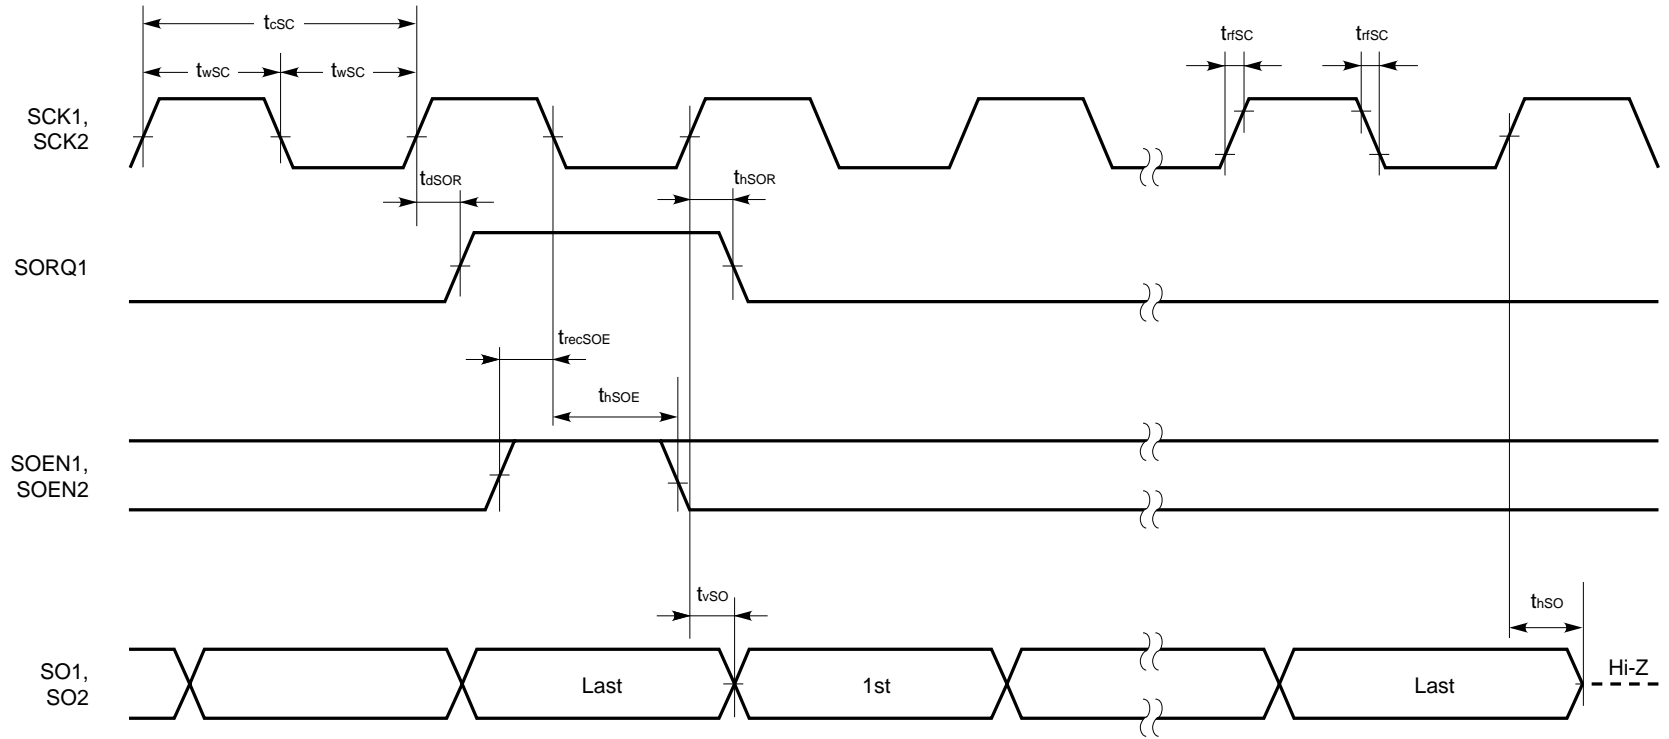 tcSC
twSC
twSC
trfSC
trfSC
SCK1,
SCK2
tdSOR
thSOR
SORQ1
trecSOE
thSOE
SOEN1,
SOEN2
tvSO
thSO
SO1,
SO2
Last
1st
Last
Hi-Z